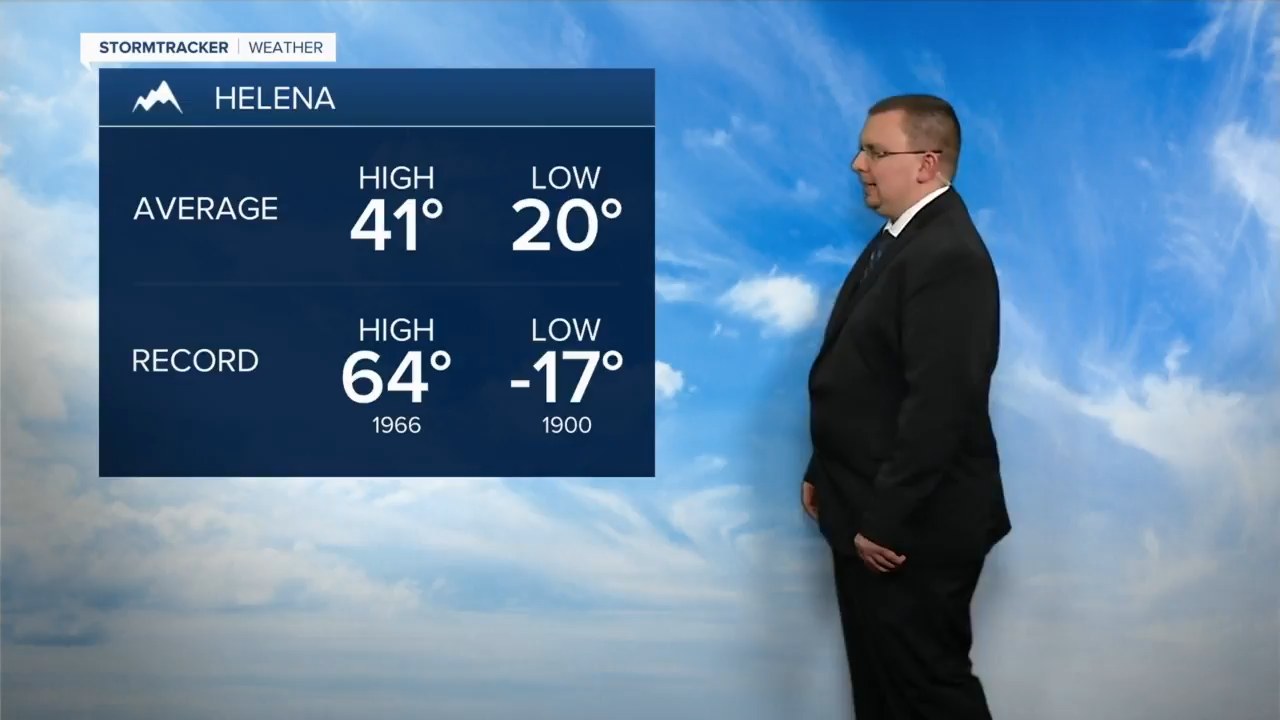 STORMTRACKER | WEATHER
HELENA
HIGH LOW
AVERAGE 41° 20°
HIGH LOW
RECORD 64° -17°
1966 1900